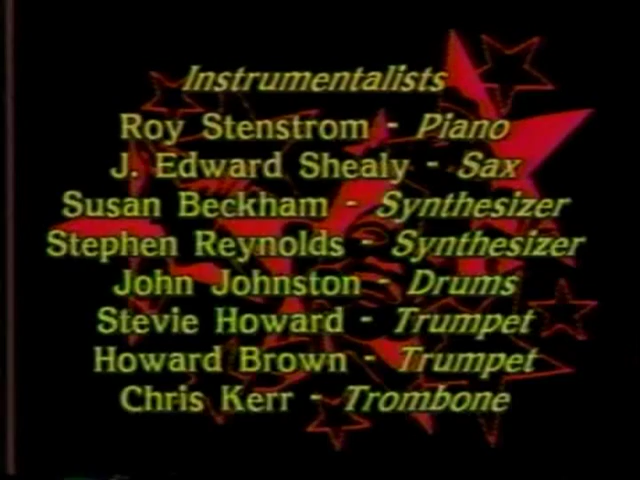 Instrumentalists
Roy Stenstrom - Piano
J. Edward Shealy - Sax
Susan Beckham - Synthesizer
Stephen Reynolds - Synthesizer
John Johnston - Drums
Stevie Howard - Trumpet
Howard Brown - Trumpet
Chris Kerr - Trombone